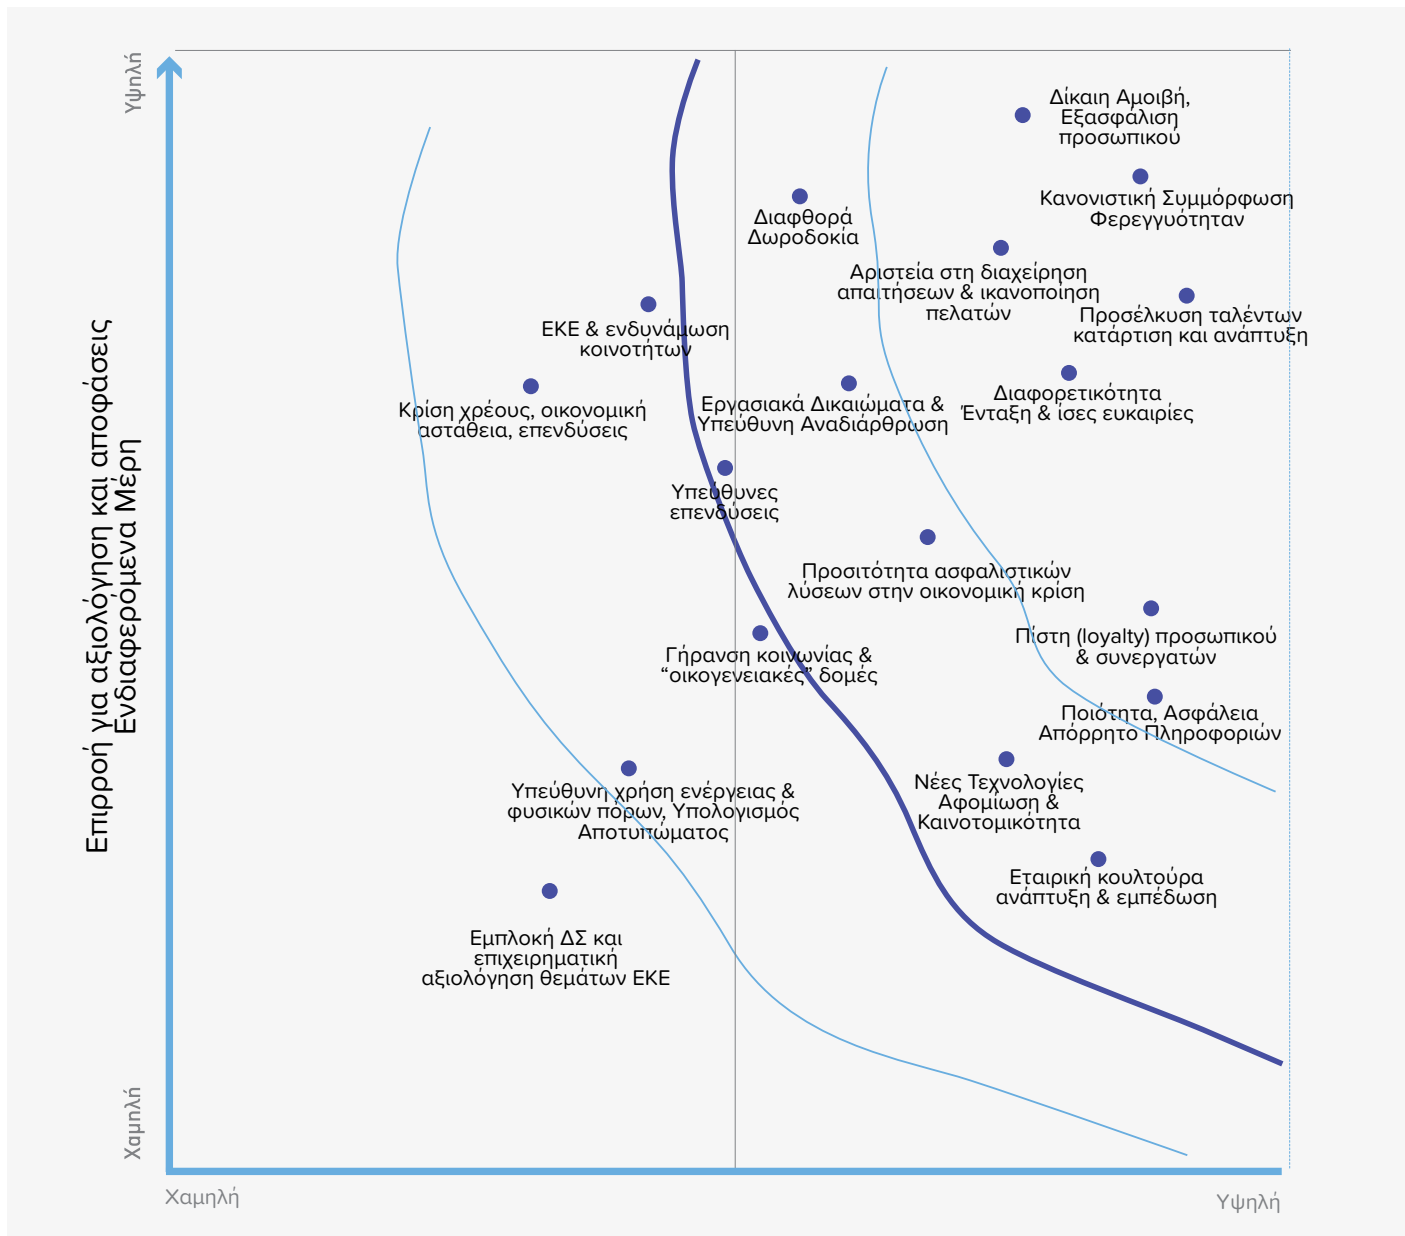 Υψηλή
Επιρροή για αξιολόγηση και αποφάσεις
Ενδιαφερόμενα Μέρη
Χαμηλή
Δίκαιη Αμοιβή,
Εξασφάλιση
προσωπικού
Κανονιστική Συμμόρφωση
Φερεγγυότηταν
Διαφθορά
Δωροδοκία
Αριστεία στη διαχείρηση
απαιτήσεων & ικανοποίηση
πελατών
Προσέλκυση ταλέντων
κατάρτιση και ανάπτυξη
ΕΚΕ & ενδυνάμωση
κοινοτήτων
Κρίση χρέους, οικονομική
αστάθεια, επενδύσεις
Εργασιακά Δικαιώματα &
Υπεύθυνη Αναδιάρθρωση
Διαφορετικότητα
Ένταξη & ίσες ευκαιρίες
Υπεύθυνες
επενδύσεις
Προσιτότητα ασφαλιστικών
λύσεων στην οικονομική κρίση
Πίστη (loyalty) προσωπικού
& συνεργατών
Γήρανση κοινωνίας &
“οικογενειακές” δομές
Ποιότητα, Ασφάλεια
Απόρρητο Πληροφοριών
Νέες Τεχνολογίες
Αφομίωση &
Καινοτομικότητα
Υπεύθυνη χρήση ενέργειας &
φυσικών πόρων, Υπολογισμός
Αποτυπώματος
Εταιρική κουλτούρα
ανάπτυξη & εμπέδωση
Εμπλοκή ΔΣ και
επιχειρηματική
αξιολόγηση θεμάτων ΕΚΕ
Χαμηλή
Υψηλή